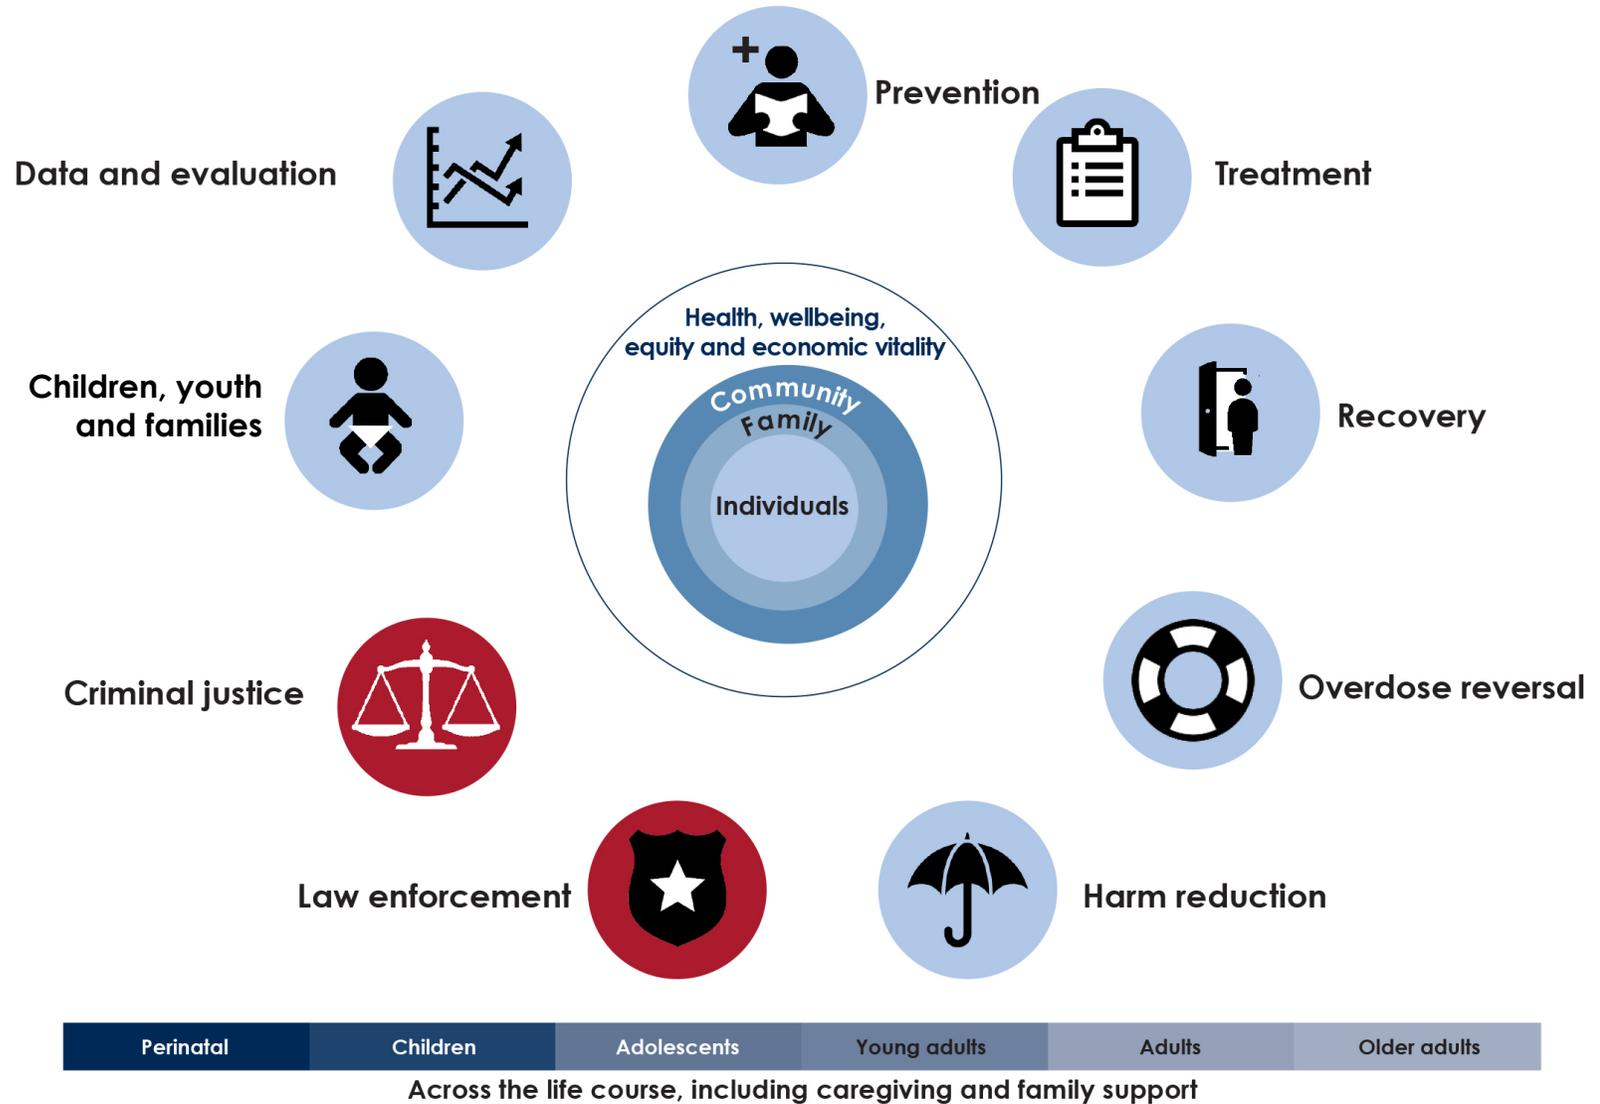 Prevention
Data and evaluation
Treatment
Health, wellbeing,
equity and economic vitality
Community
Family
Individuals
Children, youth
and families
Recovery
Criminal justice
Overdose reversal
Law enforcement
Harm reduction
Perinatal
Children
Adolescents
Young adults
Adults
Older adults
Across the life course, including caregiving and family support